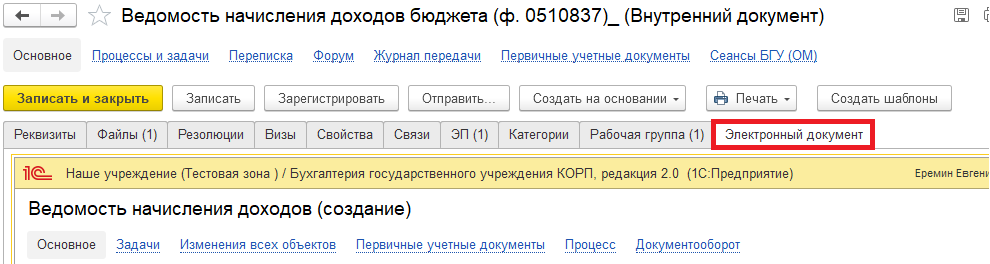 Ведомость начисления доходов бюджета (ф. 0510837)_ (Внутренний документ)
Основное Процессы и задачи Переписка Форум Журнал передачи Первичные учетные документы Сеансы БГУ (ОМ)
Записать и закрыть Записать Зарегистрировать Отправить... Создать на основании Печать Создать шаблоны
Реквизиты Файлы (1) Резолюции Визы Свойства Связи ЭП (1) Категории Рабочая группа (1) Электронный документ
1С Наше учреждение (Тестовая зона ) / Бухгалтерия государственного учреждения КОРП, редакция 2.0 (1С:Предприятие) Еремин Евгени
Ведомость начисления доходов (создание)
Основное Задачи Изменения всех объектов Первичные учетные документы Процесс Документооборот